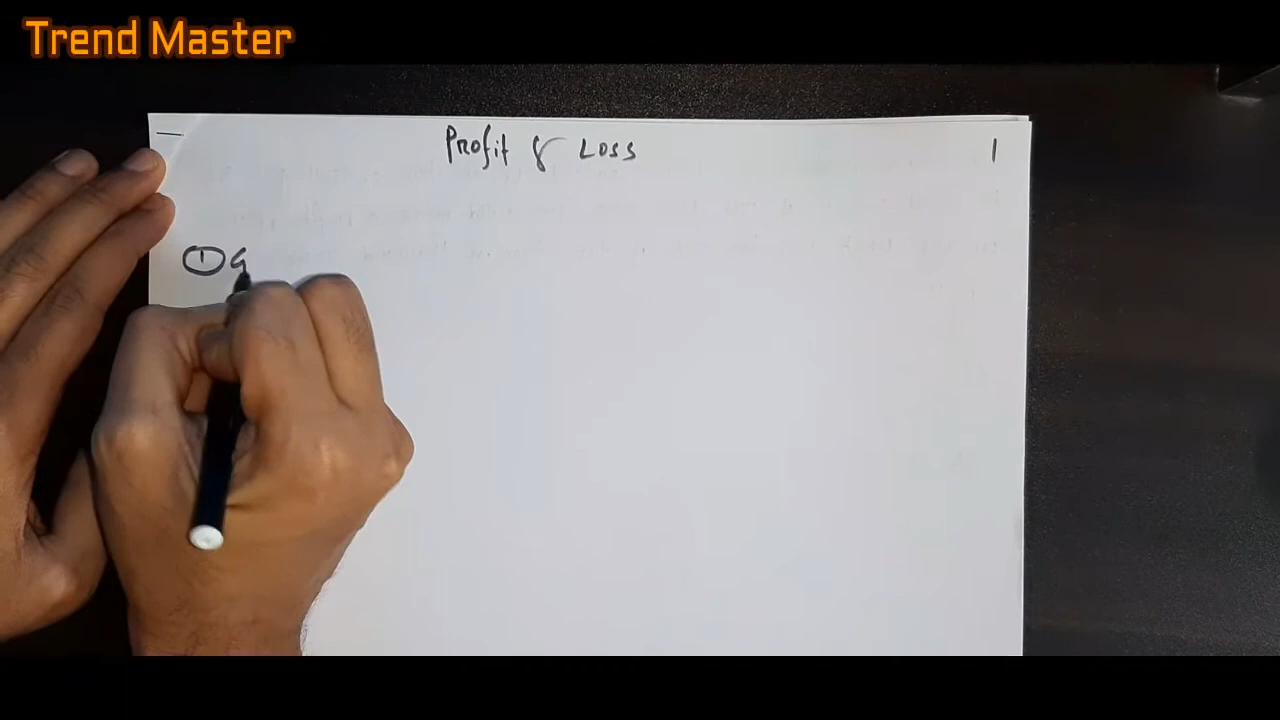 Trend Master
Profit & Loss 1
① G